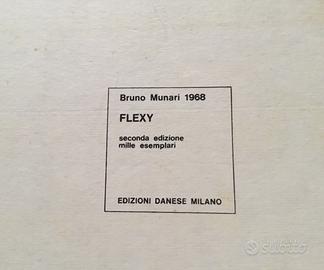 Bruno Munari 1968
FLEXY
seconda edizione
mille esemplari
EDIZIONI DANESE MILANO
subito